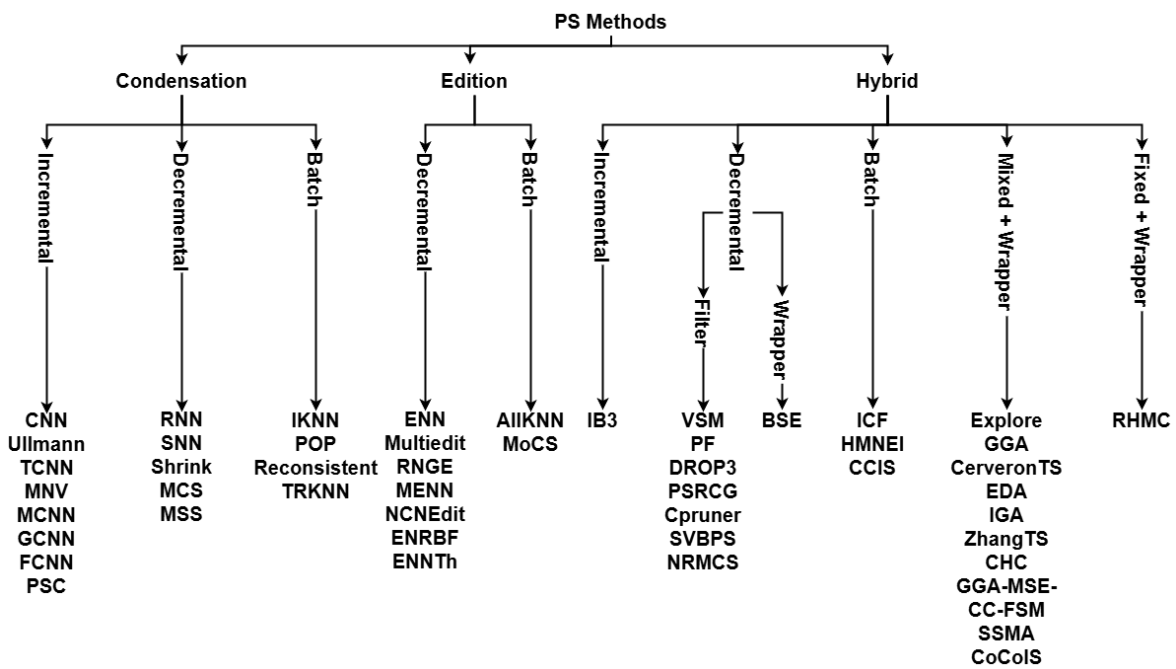 PS Methods
Condensation
Edition
Hybrid
Incremental
Decremental
Batch
Decremental
Batch
Incremental
Decremental
Batch
Mixed + Wrapper
Fixed + Wrapper
Filter
Wrapper
CNN
Ullmann
TCNN
MNV
MCNN
GCNN
FCNN
PSC
RNN
SNN
Shrink
MCS
MSS
IKNN
POP
Reconsistent
TRKNN
ENN
Multiedit
RNGE
MENN
NCNEdit
ENRBF
ENNTh
AllKNN
MoCS
IB3
VSM
PF
DROP3
PSRCG
Cpruner
SVBPS
NRMCS
BSE
ICF
HMNEI
CCIS
Explore
GGA
CerveronTS
EDA
IGA
ZhangTS
CHC
GGA-MSE-
CC-FSM
SSMA
CoCoIS
RHMC